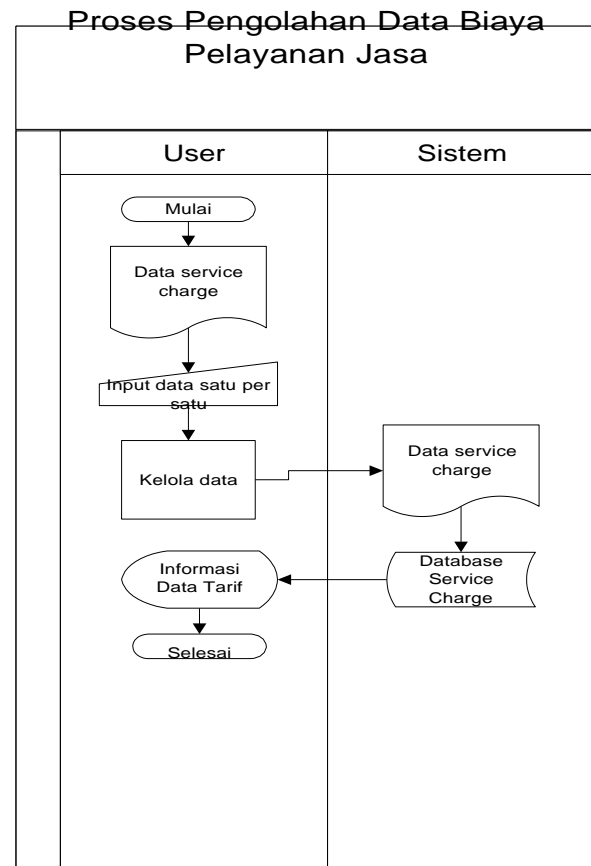 Proses Pengolahan Data Biaya
Pelayanan Jasa
User
Sistem
Mulai
Data service
charge
Input data satu per
satu
Kelola data
Data service
charge
Database
Service
Charge
Informasi
Data Tarif
Selesai